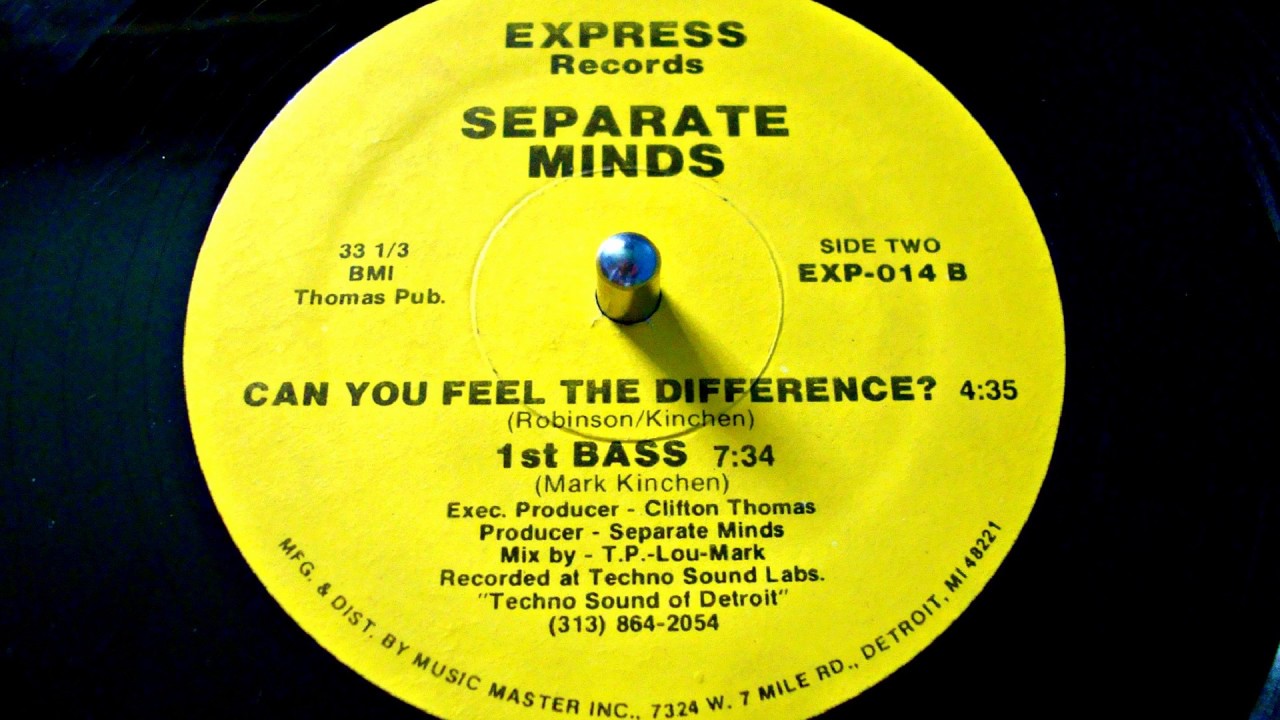 EXPRESS
Records
SEPARATE
MINDS
33 1/3
BMI
Thomas Pub.
SIDE TWO
EXP-014 B
CAN YOU FEEL THE DIFFERENCE? 4:35
(Robinson/Kinchen)
1st BASS 7:34
(Mark Kinchen)
Exec. Producer - Clifton Thomas
Producer - Separate Minds
Mix by - T.P.-Lou-Mark
Recorded at Techno Sound Labs.
"Techno Sound of Detroit"
(313) 864-2054
MFG. & DIST. BY MUSIC MASTER INC., 7324 W. 7 MILE RD., DETROIT, MI 48221